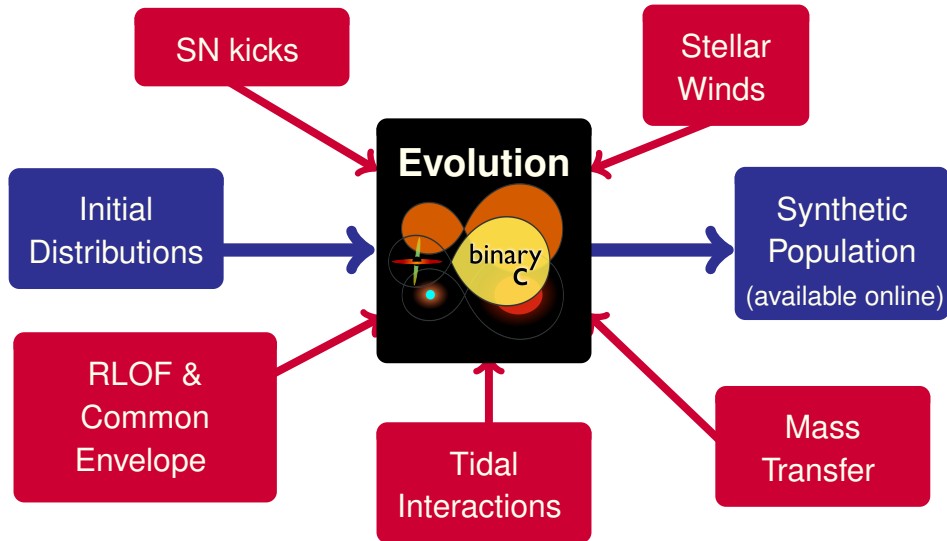 SN kicks
Stellar
Winds
Evolution
binary
c
Initial
Distributions
Synthetic
Population
(available online)
RLOF &
Common
Envelope
Tidal
Interactions
Mass
Transfer